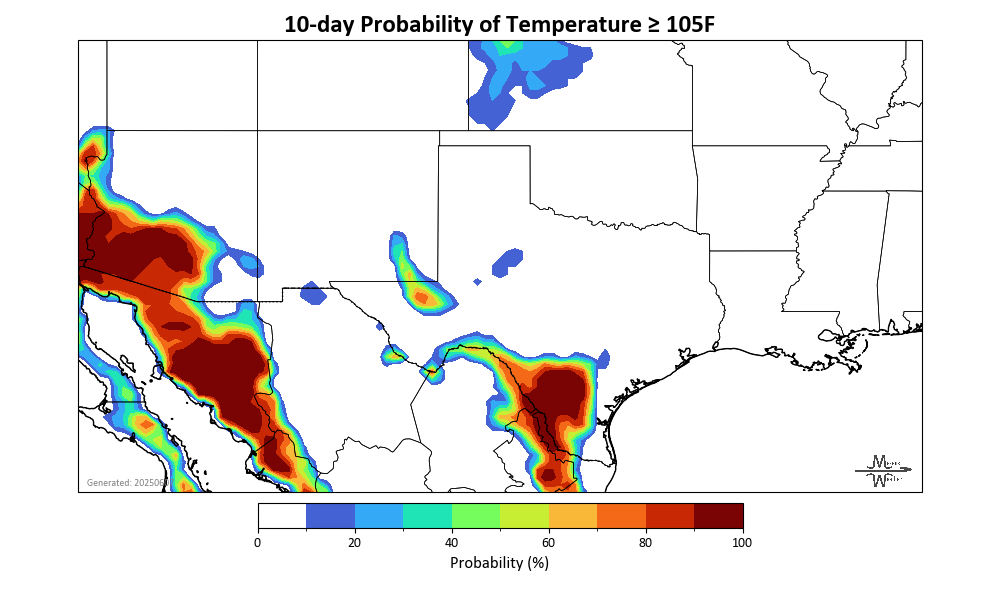 10-day Probability of Temperature ≥ 105F
Generated: 202506
0 20 40 60 80 100
Probability (%)